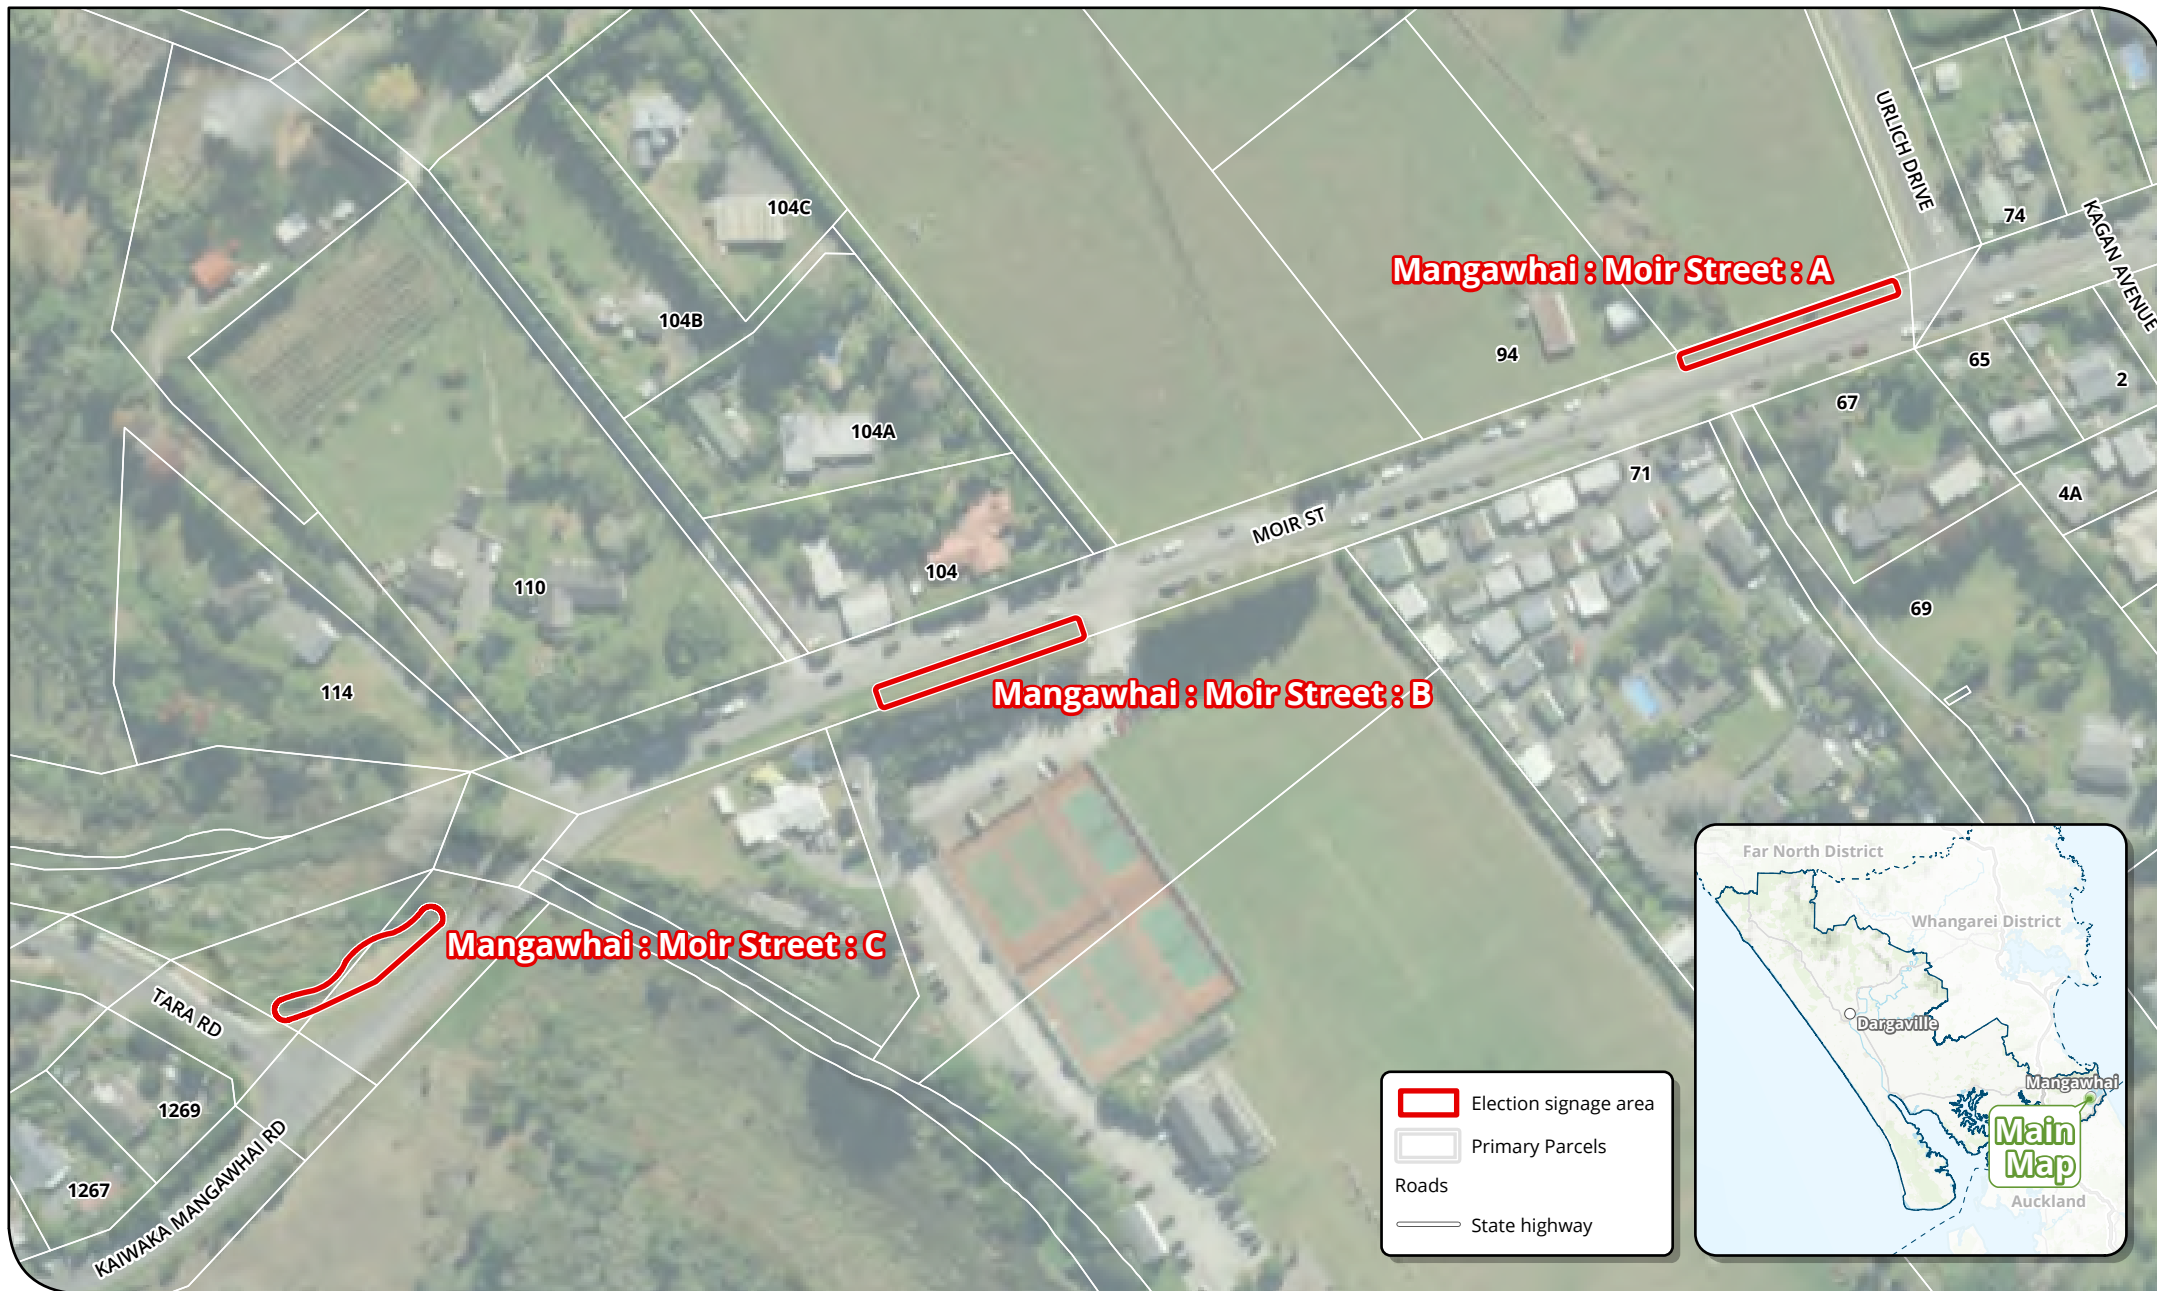 URLICH DRIVE
KAGAN AVENUE
104C
74
Mangawhai : Moir Street : A
104B
94
65
2
67
104A
71
4A
MOIR ST
104
110
69
114
Mangawhai : Moir Street : B
Mangawhai : Moir Street : C
TARA RD
1269
1267
KAIWAKA MANGAWHAI RD
Election signage area
Primary Parcels
Roads
State highway
Far North District
Whangarei District
Dargaville
Mangawhai
Main
Map
Auckland